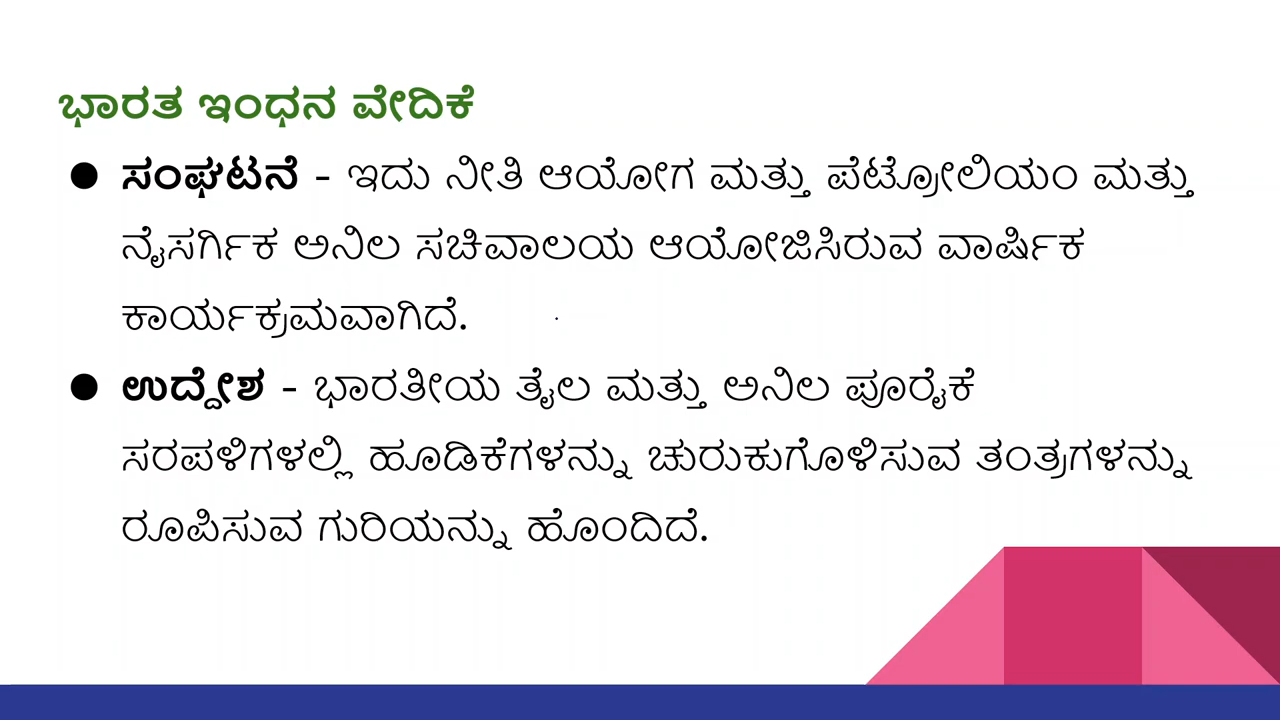 ಭಾರತ ಇಂಧನ ವೇದಿಕೆ
● ಸಂಘಟನೆ - ಇದು ನೀತಿ ಆಯೋಗ ಮತ್ತು ಪೆಟ್ರೋಲಿಯಂ ಮತ್ತು
ನೈಸರ್ಗಿಕ ಅನಿಲ ಸಚಿವಾಲಯ ಆಯೋಜಿಸಿರುವ ವಾರ್ಷಿಕ
ಕಾರ್ಯಕ್ರಮವಾಗಿದೆ.
● ಉದ್ದೇಶ - ಭಾರತೀಯ ತೈಲ ಮತ್ತು ಅನಿಲ ಪೂರೈಕೆ
ಸರಪಳಿಗಳಲ್ಲಿ ಹೂಡಿಕೆಗಳನ್ನು ಚುರುಕುಗೊಳಿಸುವ ತಂತ್ರಗಳನ್ನು
ರೂಪಿಸುವ ಗುರಿಯನ್ನು ಹೊಂದಿದೆ.